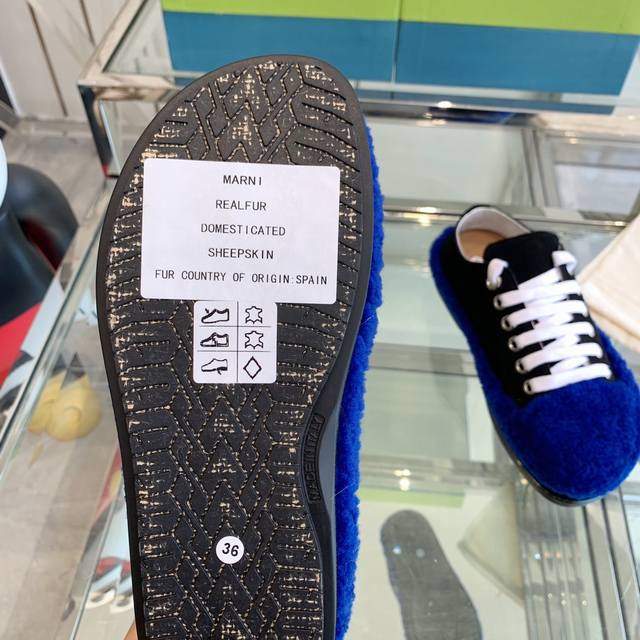 MARNI
REALFUR
DOMESTICATED
SHEEPSKIN
FUR COUNTRY OF ORIGIN:SPAIN
36